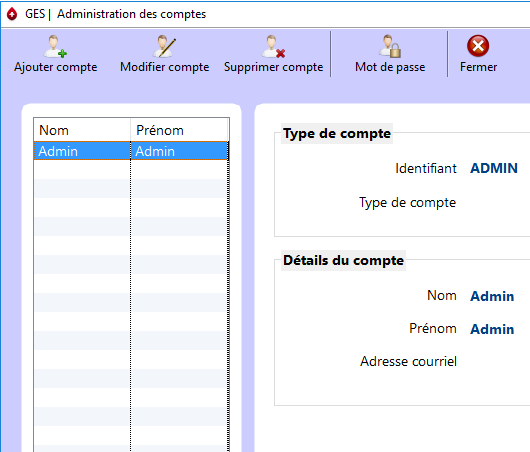 GES | Administration des comptes
Ajouter compte Modifier compte Supprimer compte Mot de passe Fermer
Nom Prénom
Admin Admin
Type de compte
Identifiant ADMIN
Type de compte
Détails du compte
Nom Admin
Prénom Admin
Adresse courriel